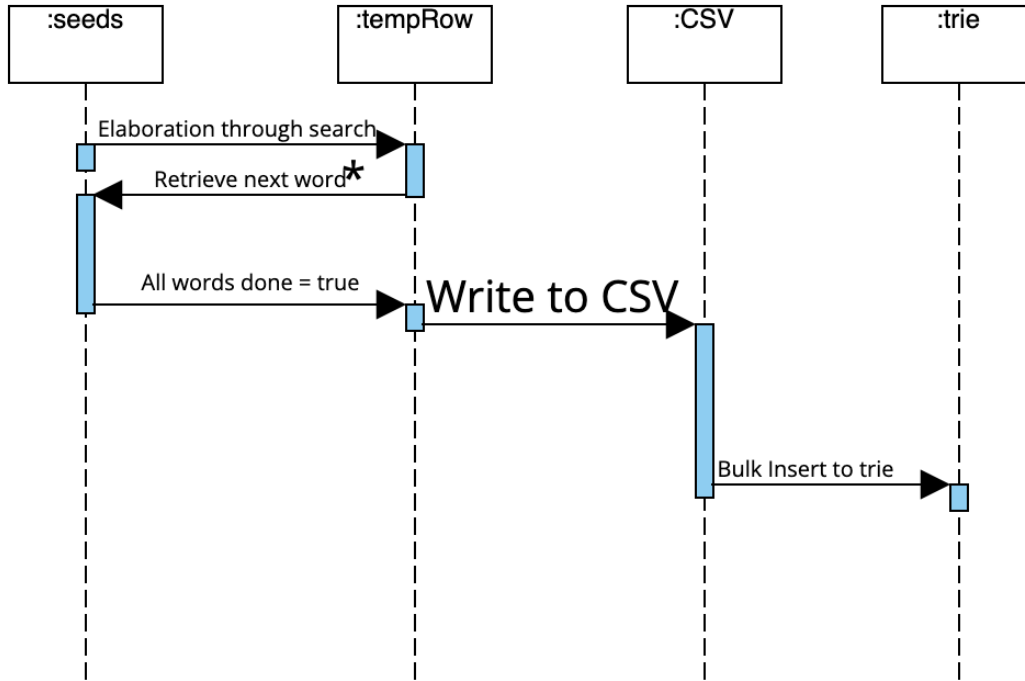 :seeds
:tempRow
:CSV
:trie
Elaboration through search
Retrieve next word*
All words done = true
Write to CSV
Bulk Insert to trie